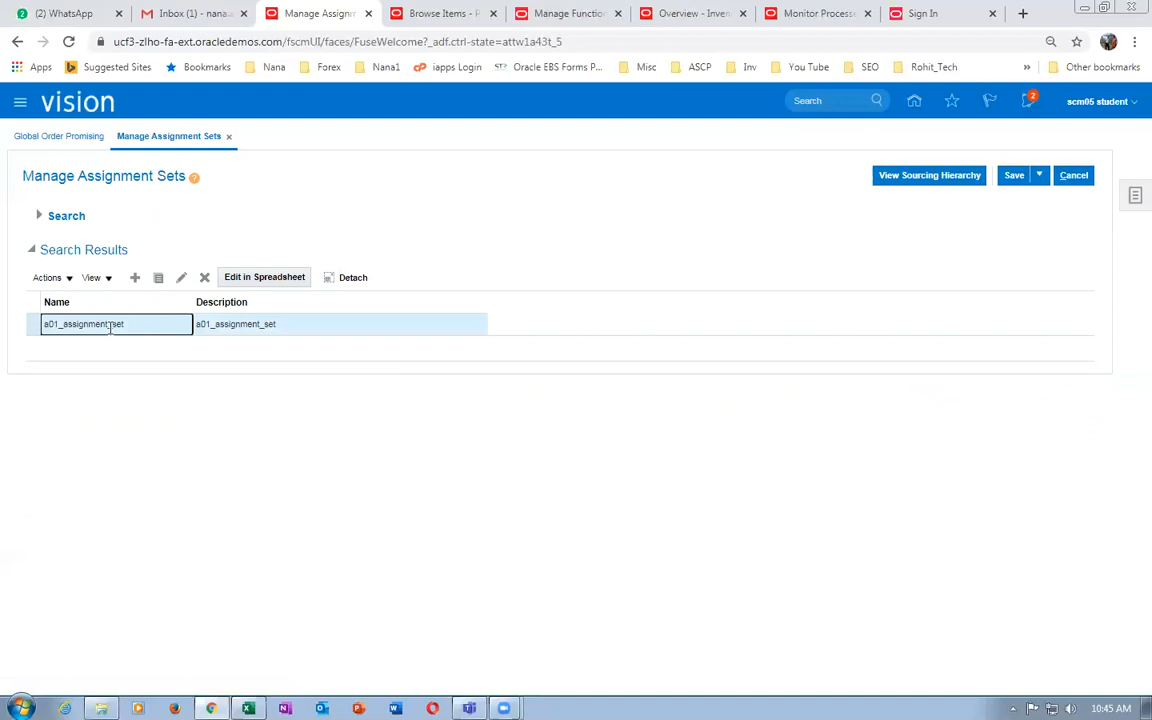 (2) WhatsApp
Inbox (1) - nana
Manage Assignm
Browse Items - P
Manage Functio
Overview - Inven
Monitor Processe
Sign In
ucf3-zlho-fa-ext.oracledemos.com/fscmUI/faces/FuseWelcome?_adf.ctrl-state=attw1a43t_5
Apps Suggested Sites Bookmarks Nana Forex Nana1 iapps Login Oracle EBS Forms P... Misc ASCP Inv You Tube SEO Rohit_Tech » Other bookmarks
vision Search 2 scm05 student
Global Order Promising Manage Assignment Sets
Manage Assignment Sets View Sourcing Hierarchy Save Cancel
Search
Search Results
Actions View Edit in Spreadsheet Detach
Name Description
a01_assignment_set a01_assignment_set
10:45 AM